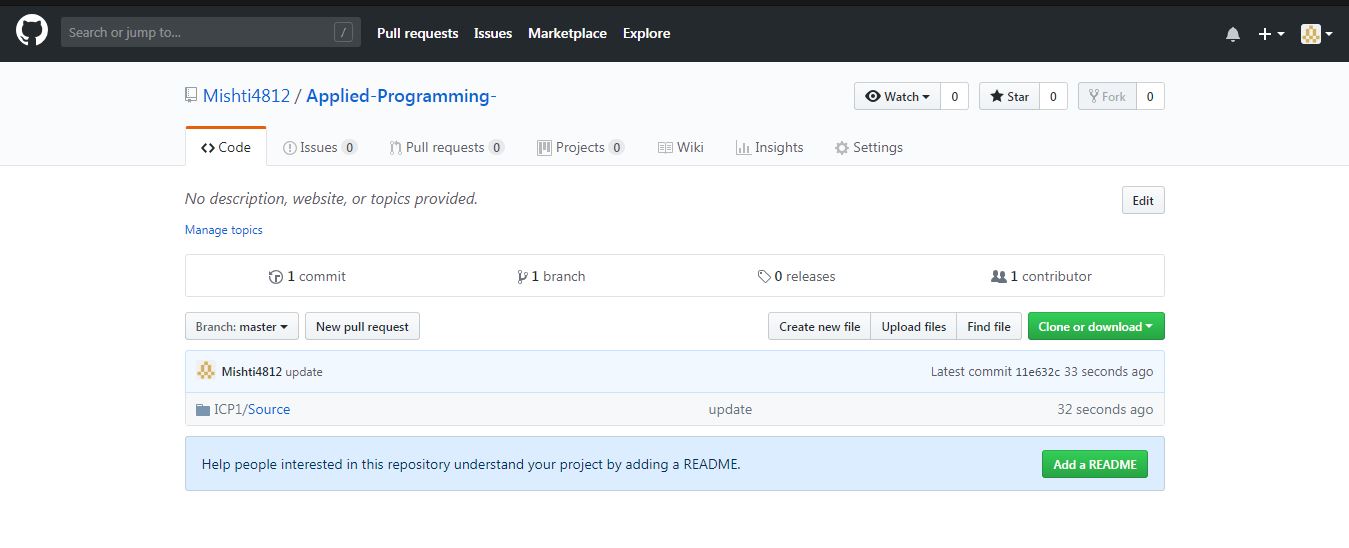 Search or jump to... / Pull requests Issues Marketplace Explore
Mishti4812 / Applied-Programming- Watch 0 Star 0 Fork 0
Code Issues 0 Pull requests 0 Projects 0 Wiki Insights Settings
No description, website, or topics provided. Edit
Manage topics
1 commit 1 branch 0 releases 1 contributor
Branch: master New pull request Create new file Upload files Find file Clone or download
Mishti4812 update Latest commit 11e632c 33 seconds ago
ICP1/Source update 32 seconds ago
Help people interested in this repository understand your project by adding a README. Add a README